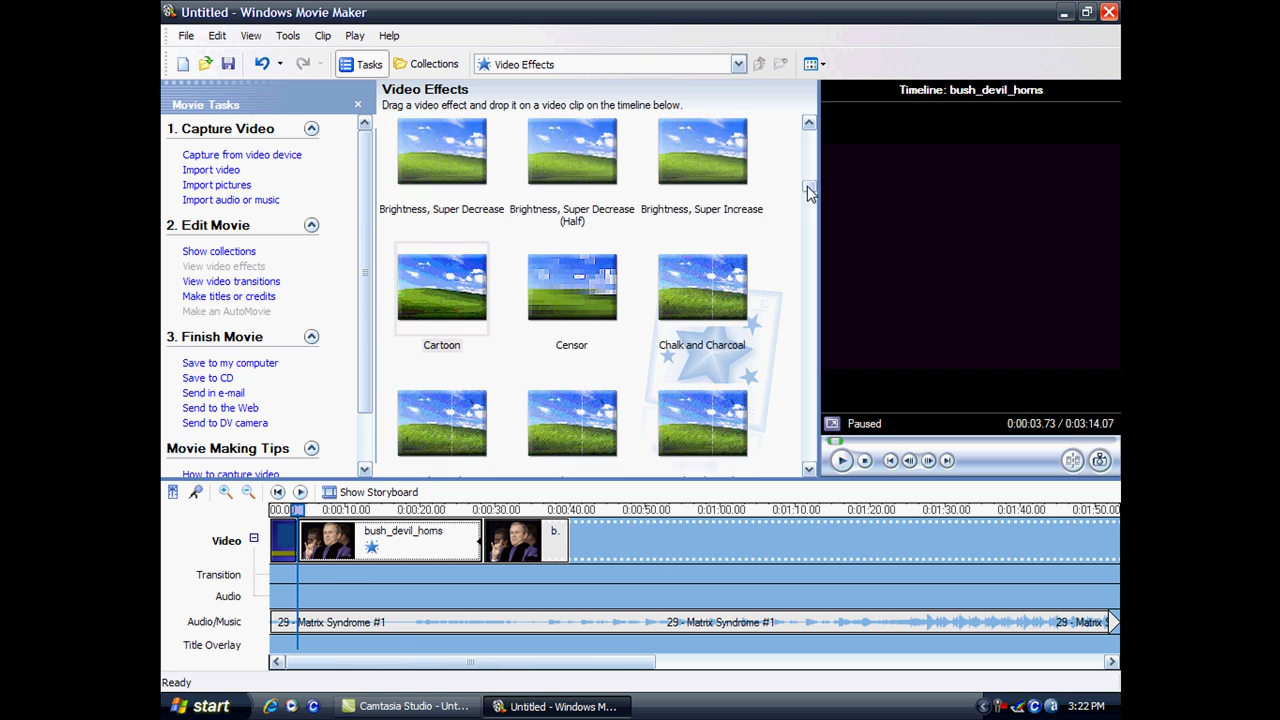 Untitled - Windows Movie Maker
File Edit View Tools Clip Play Help
Tasks Collections Video Effects
Movie Tasks
1. Capture Video
Capture from video device
Import video
Import pictures
Import audio or music
2. Edit Movie
Show collections
View video effects
View video transitions
Make titles or credits
Make an AutoMovie
3. Finish Movie
Save to my computer
Save to CD
Send in e-mail
Send to the Web
Send to DV camera
Movie Making Tips
How to capture video
Video Effects
Drag a video effect and drop it on a video clip on the timeline below.
Brightness, Super Decrease Brightness, Super Decrease Brightness, Super Increase
(Half)
Cartoon Censor Chalk and Charcoal
Timeline: bush_devil_horns
Paused 0:00:03.73 / 0:03:14.07
Show Storyboard
00.0 0:00:10.00 0:00:20.00 0:00:30.00 0:00:40.00 0:00:50.00 0:01:00.00 0:01:10.00 0:01:20.00 0:01:30.00 0:01:40.00 0:01:50.00
Video bush_devil_horns b.
Transition
Audio
Audio/Music 29 - Matrix Syndrome #1 29 - Matrix Syndrome #1 29 - Matrix S
Title Overlay
Ready
start Camtasia Studio - Unt... Untitled - Windows M... 3:22 PM